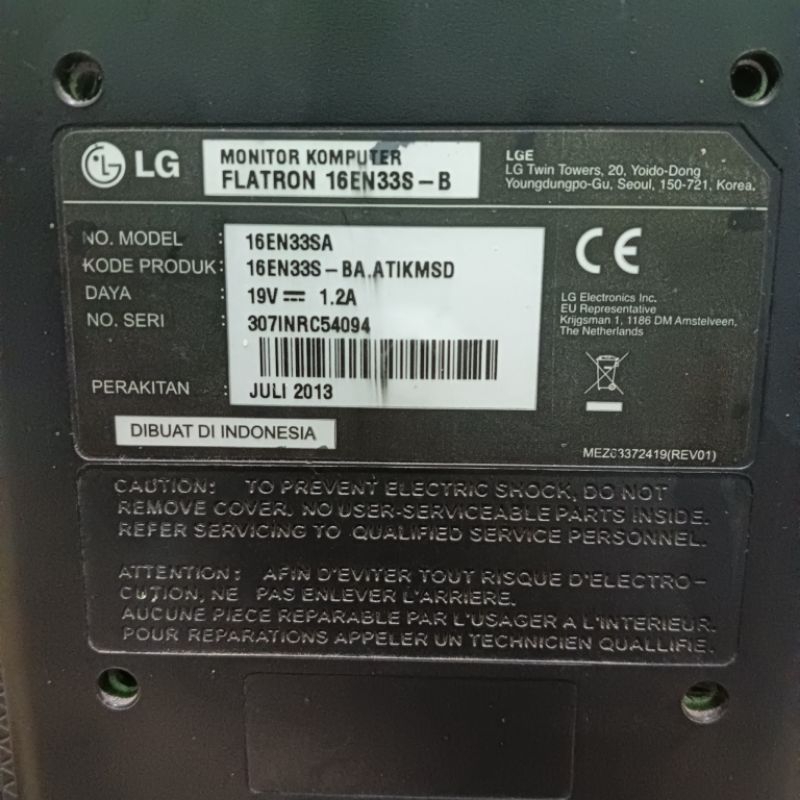 LG
MONITOR KOMPUTER
FLATRON 16EN33S-B
LGE
LG Twin Towers, 20, Yoido-Dong
Youngdungpo-Gu, Seoul, 150-721, Korea.
NO. MODEL : 16EN33SA
KODE PRODUK : 16EN33S-BA.ATIKMSD
DAYA : 19V 1.2A
NO. SERI : 307INRC54094
PERAKITAN : JULI 2013
DIBUAT DI INDONESIA
CE
LG Electronics Inc.
EU Representative
Krijgsman 1, 1186 DM Amstelveen,
The Netherlands
MEZ63372419(REV01)
CAUTION: TO PREVENT ELECTRIC SHOCK, DO NOT
REMOVE COVER. NO USER-SERVICEABLE PARTS INSIDE.
REFER SERVICING TO QUALIFIED SERVICE PERSONNEL.
ATTENTION: AFIN D'EVITER TOUT RISQUE D'ELECTRO-
CUTION, NE PAS ENLEVER L'ARRIERE.
AUCUNE PIECE REPARABLE PAR L'USAGER A L'INTERIEUR.
POUR REPARATIONS APPELER UN TECHNICIEN QUALLIFIE.